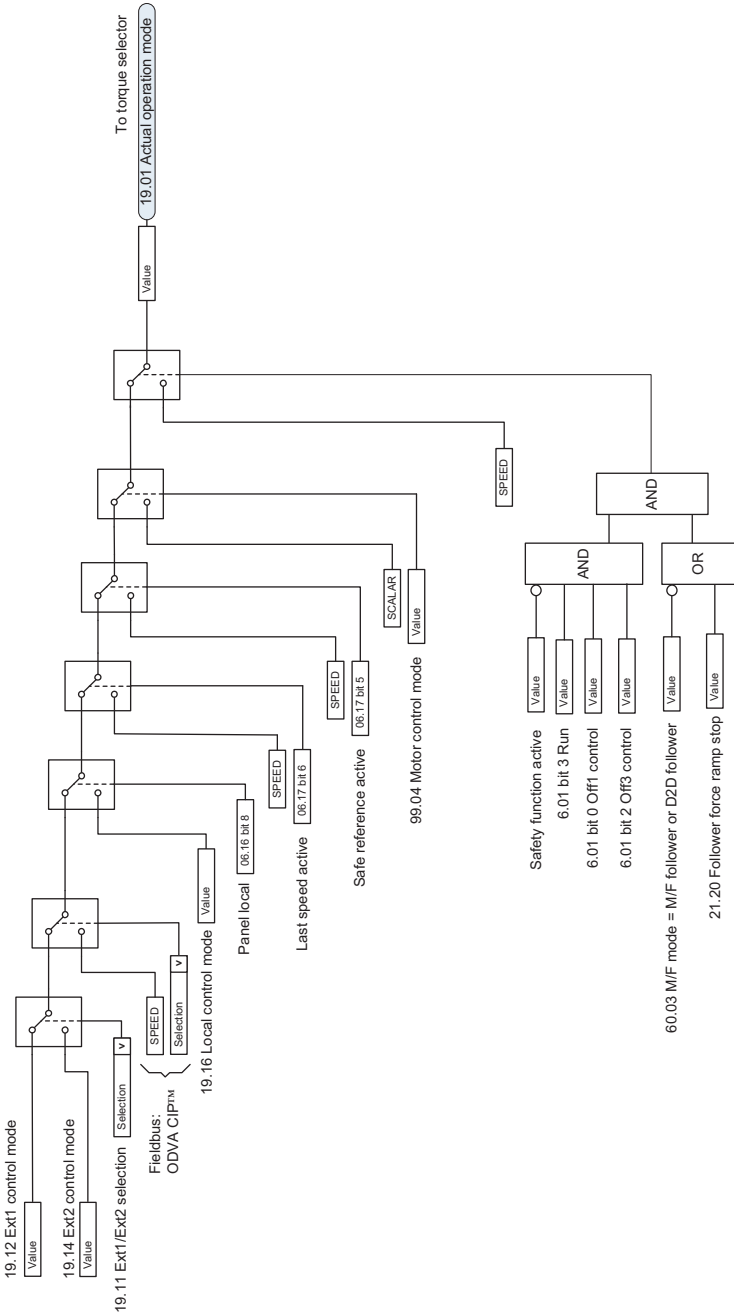 19.12 Ext1 control mode
Value
19.14 Ext2 control mode
Value
19.11 Ext1/Ext2 selection
Selection
v
Fieldbus:
ODVA CIP™
SPEED
Selection
v
19.16 Local control mode
Value
Panel local
06.16 bit 8
SPEED
Last speed active
06.17 bit 6
SPEED
Safe reference active
06.17 bit 5
SCALAR
99.04 Motor control mode
Value
SPEED
Safety function active
Value
6.01 bit 3 Run
Value
6.01 bit 0 Off1 control
Value
6.01 bit 2 Off3 control
Value
AND
60.03 M/F mode = M/F follower or D2D follower
Value
21.20 Follower force ramp stop
Value
OR
AND
Value
To torque selector
19.01 Actual operation mode